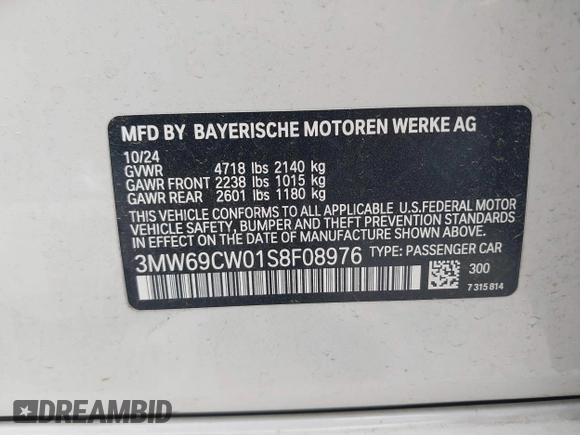 MFD BY BAYERISCHE MOTOREN WERKE AG
10/24
GVWR 4718 lbs 2140 kg
GAWR FRONT 2238 lbs 1015 kg
GAWR REAR 2601 lbs 1180 kg
THIS VEHICLE CONFORMS TO ALL APPLICABLE U.S.FEDERAL MOTOR
VEHICLE SAFETY, BUMPER AND THEFT PREVENTION STANDARDS
IN EFFECT ON THE DATE OF MANUFACTURE SHOWN ABOVE.
3MW69CW01S8F08976 TYPE: PASSENGER CAR
300
7 315 814
DREAMBID